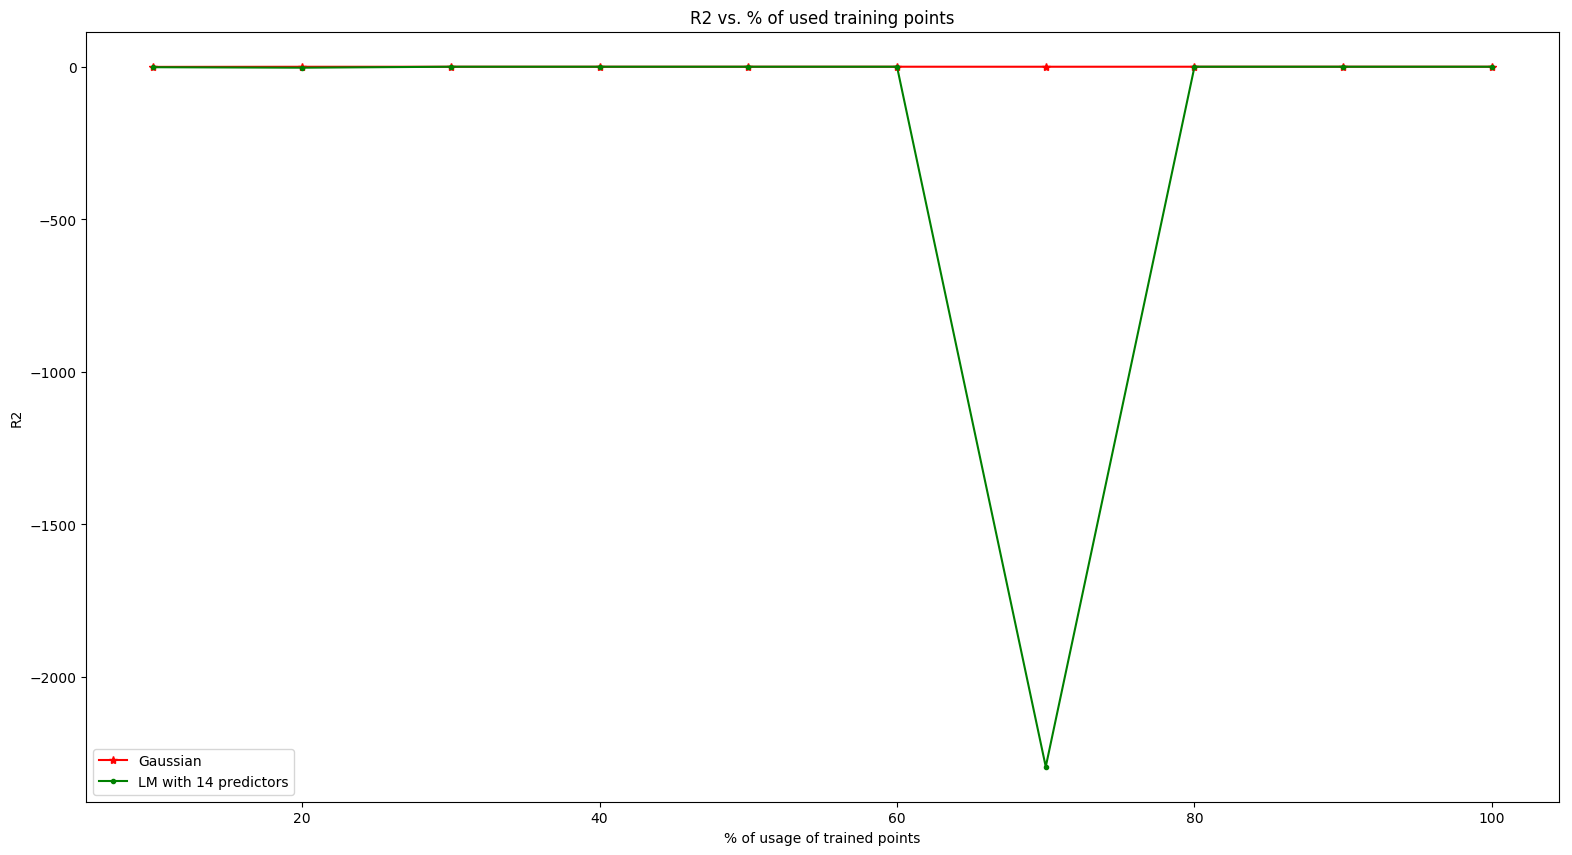 R2 vs. % of used training points
0
−500
−1000
−1500
−2000
R2
Gaussian
LM with 14 predictors
20 40 60 80 100
% of usage of trained points